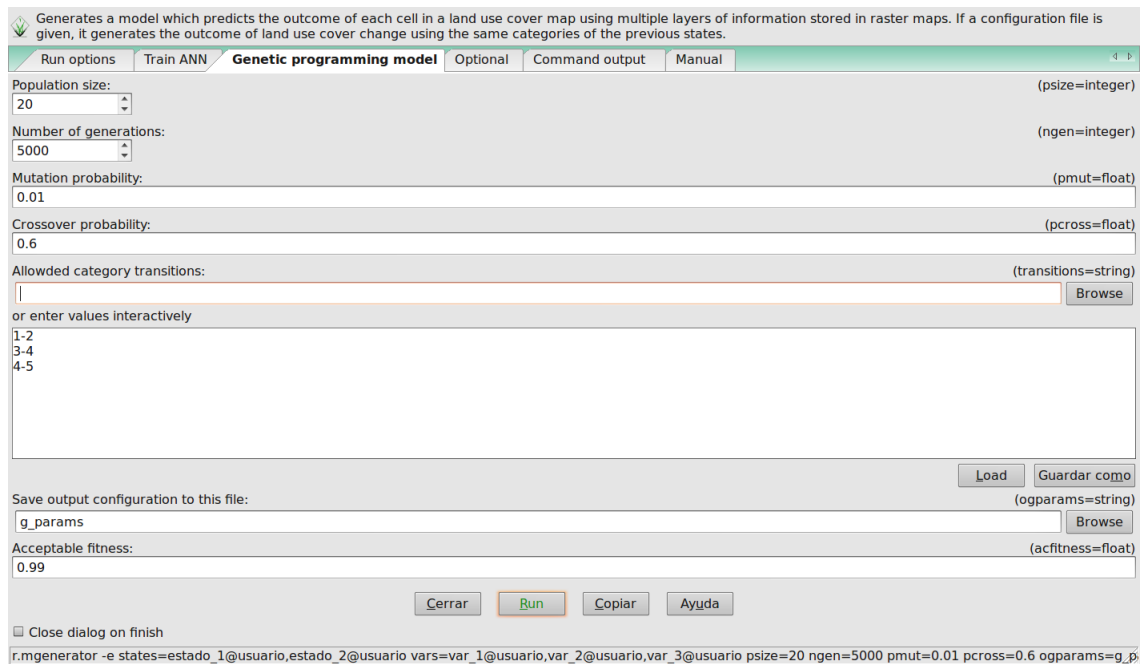 Generates a model which predicts the outcome of each cell in a land use cover map using multiple layers of information stored in raster maps. If a configuration file is
given, it generates the outcome of land use cover change using the same categories of the previous states.
Run options Train ANN Genetic programming model Optional Command output Manual
Population size: (psize=integer)
20
Number of generations: (ngen=integer)
5000
Mutation probability: (pmut=float)
0.01
Crossover probability: (pcross=float)
0.6
Allowded category transitions: (transitions=string)
Browse
or enter values interactively
1-2
3-4
4-5
Load Guardar como
Save output configuration to this file: (ogparams=string)
g_params Browse
Acceptable fitness: (acfitness=float)
0.99
Cerrar Run Copiar Ayuda
Close dialog on finish
r.mgenerator -e states=estado_1@usuario,estado_2@usuario vars=var_1@usuario,var_2@usuario,var_3@usuario psize=20 ngen=5000 pmut=0.01 pcross=0.6 ogparams=g_p